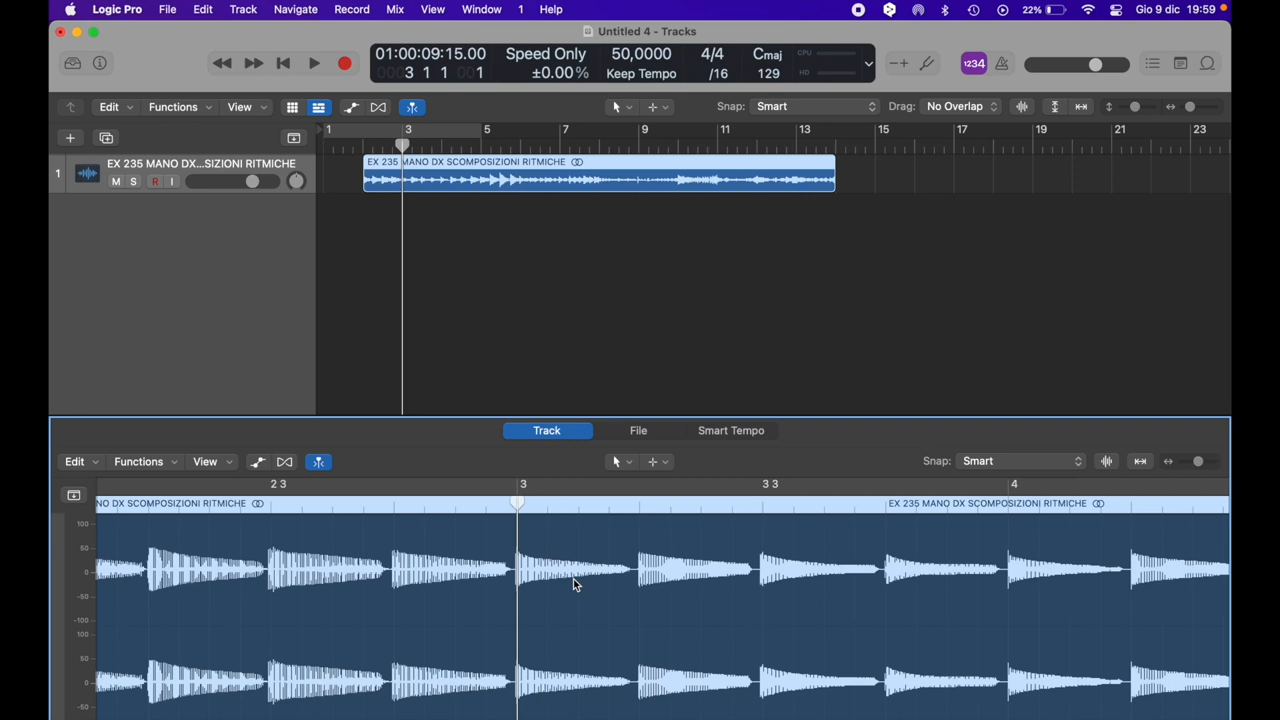 Logic Pro File Edit Track Navigate Record Mix View Window 1 Help 22% Gio 9 dic 19:59
Untitled 4 - Tracks
01:00:09:15.00 Speed Only 50,0000 4/4 Cmaj CPU
0003 1 1 001 ±0.00% Keep Tempo /16 129 HD
1234
Edit Functions View Snap: Smart Drag: No Overlap
1 3 5 7 9 11 13 15 17 19 21 23
1 EX 235 MANO DX...SIZIONI RITMICHE
M S R I
EX 235 MANO DX SCOMPOSIZIONI RITMICHE
Track File Smart Tempo
Edit Functions View Snap: Smart
2 3 3 3 3 4
NO DX SCOMPOSIZIONI RITMICHE EX 235 MANO DX SCOMPOSIZIONI RITMICHE
100
50
0
-50
-100
100
50
0
-50